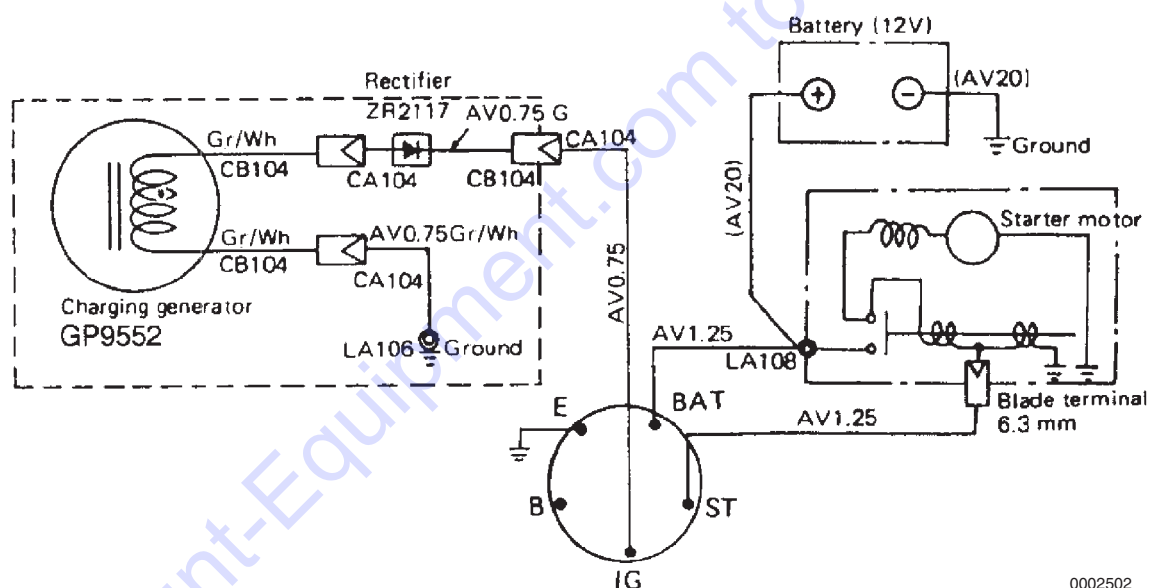 Battery (12V)
(AV20)
Ground
Rectifier
ZR2117
AV0.75 G
CA104
Gr/Wh
CB104
CA104
CB104
Gr/Wh
CB104
AV0.75Gr/Wh
CA104
Charging generator
GP9552
LA106
Ground
(AV20)
Starter motor
AV0.75
AV1.25
LA108
Blade terminal
6.3 mm
AV1.25
E
BAT
B
ST
IG
0002502